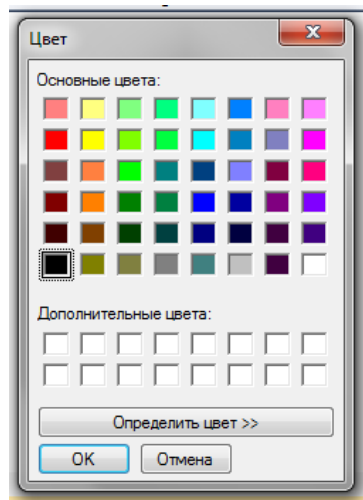 Цвет
Основные цвета:
Дополнительные цвета:
Определить цвет >>
OK Отмена